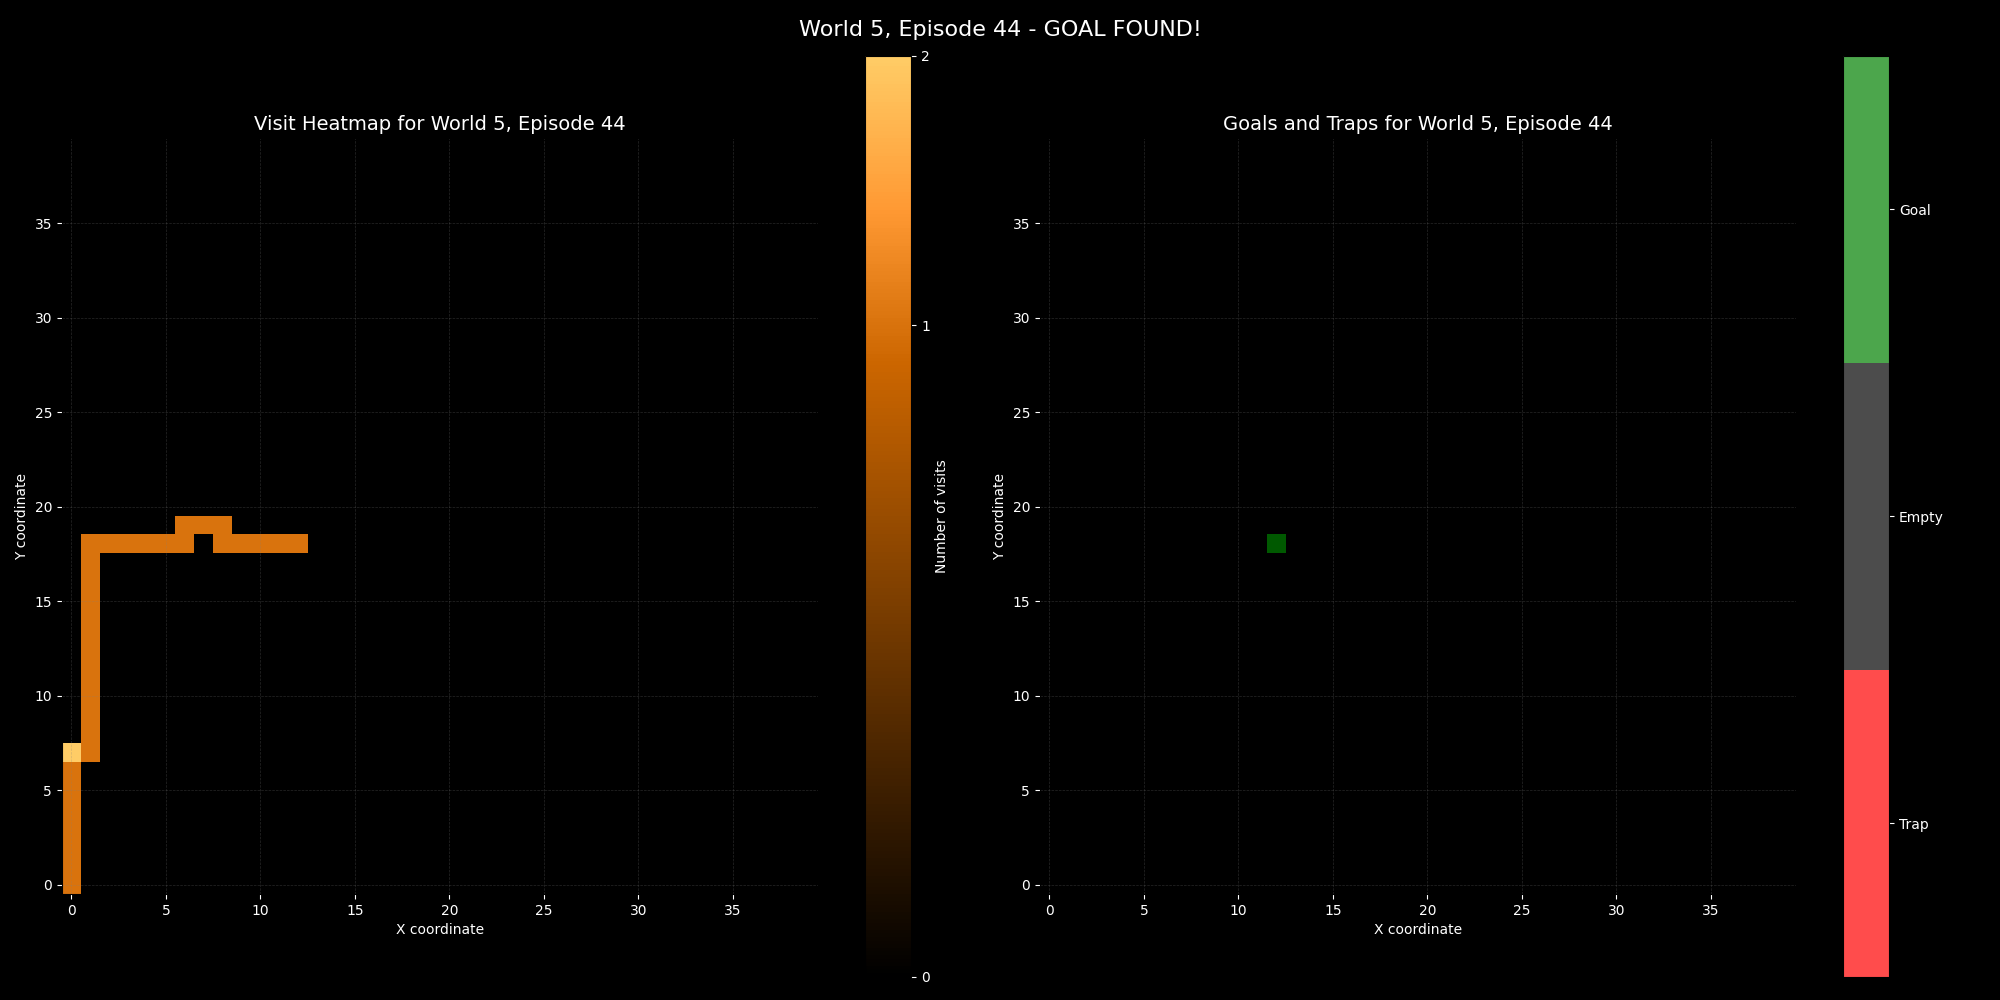 World 5, Episode 44 - GOAL FOUND!
Visit Heatmap for World 5, Episode 44
35
30
25
20
15
10
5
0
Y coordinate
0 5 10 15 20 25 30 35
X coordinate
2
1
0
Number of visits
Goals and Traps for World 5, Episode 44
35
30
25
20
15
10
5
0
Y coordinate
0 5 10 15 20 25 30 35
X coordinate
Goal
Empty
Trap